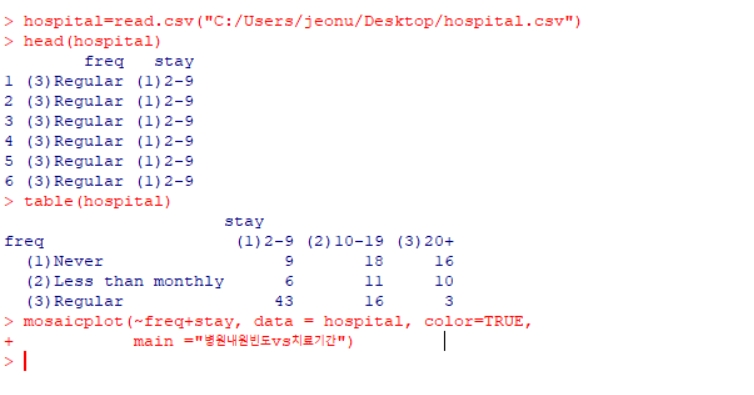 > hospital=read.csv("C:/Users/jeonu/Desktop/hospital.csv")
> head(hospital)
        freq   stay
1 (3)Regular (1)2-9
2 (3)Regular (1)2-9
3 (3)Regular (1)2-9
4 (3)Regular (1)2-9
5 (3)Regular (1)2-9
6 (3)Regular (1)2-9
> table(hospital)
                      stay
freq                   (1)2-9 (2)10-19 (3)20+
  (1)Never                  9       18     16
  (2)Less than monthly      6       11     10
  (3)Regular               43       16      3
> mosaicplot(~freq+stay, data = hospital, color=TRUE,
+            main ="병원내원빈도vs치료기간")
>